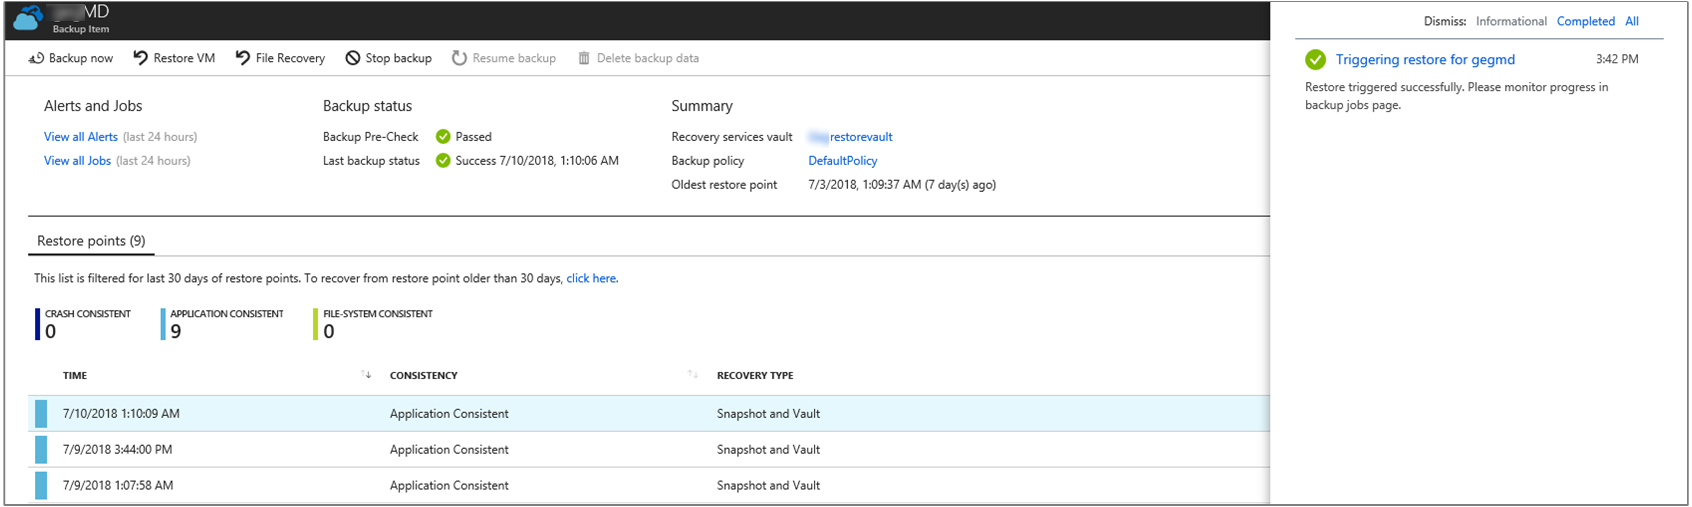 MD
Backup Item
Dismiss: Informational Completed All
Backup now Restore VM File Recovery Stop backup Resume backup Delete backup data
Triggering restore for gegmd 3:42 PM
Restore triggered successfully. Please monitor progress in
backup jobs page.
Alerts and Jobs
View all Alerts (last 24 hours)
View all Jobs (last 24 hours)
Backup status
Backup Pre-Check Passed
Last backup status Success 7/10/2018, 1:10:06 AM
Summary
Recovery services vault restorevault
Backup policy DefaultPolicy
Oldest restore point 7/3/2018, 1:09:37 AM (7 day(s) ago)
Restore points (9)
This list is filtered for last 30 days of restore points. To recover from restore point older than 30 days, click here.
CRASH CONSISTENT
0
APPLICATION CONSISTENT
9
FILE-SYSTEM CONSISTENT
0
TIME CONSISTENCY RECOVERY TYPE
7/10/2018 1:10:09 AM Application Consistent Snapshot and Vault
7/9/2018 3:44:00 PM Application Consistent Snapshot and Vault
7/9/2018 1:07:58 AM Application Consistent Snapshot and Vault